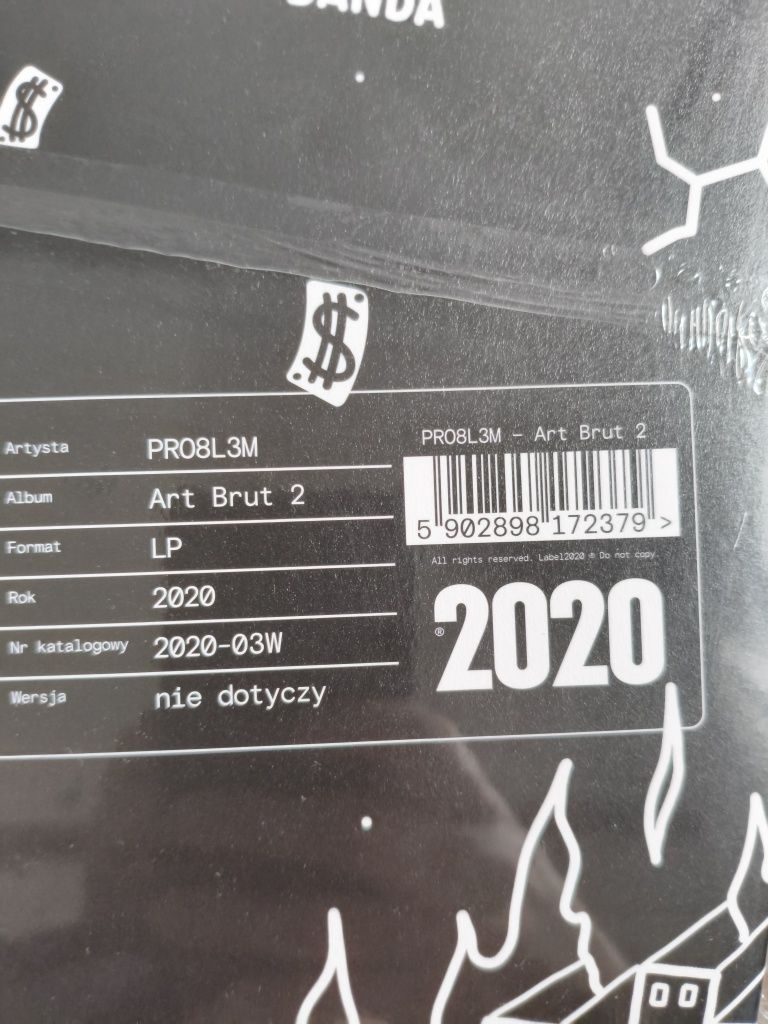 BANDA
$
$
Artysta PRO8L3M
Album Art Brut 2
Format LP
Rok 2020
Nr katalogowy 2020-03W
Wersja nie dotyczy
PRO8L3M - Art Brut 2
5 902898 172379 >
All rights reserved. Label2020 ® Do not copy.
® 2020